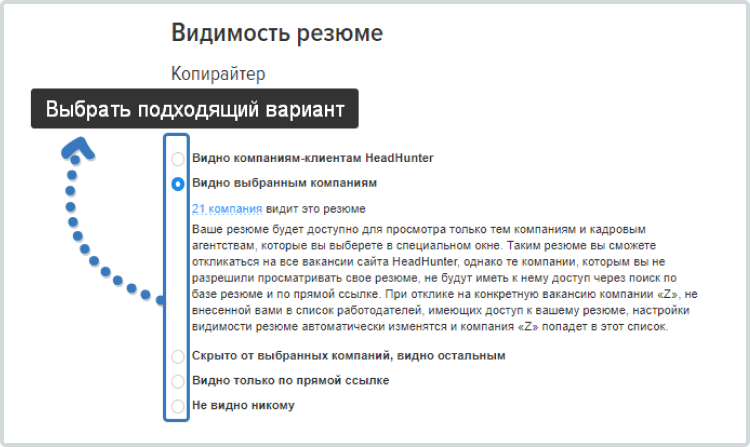 Видимость резюме
Копирайтер
Выбрать подходящий вариант
Видно компаниям-клиентам HeadHunter
Видно выбранным компаниям
21 компания видит это резюме
Ваше резюме будет доступно для просмотра только тем компаниям и кадровым
агентствам, которые вы выберете в специальном окне. Таким резюме вы сможете
откликаться на все вакансии сайта HeadHunter, однако те компании, которым вы не
разрешили просматривать свое резюме, не будут иметь к нему доступ через поиск по
базе резюме и по прямой ссылке. При отклике на конкретную вакансию компании «Z», не
внесенной вами в список работодателей, имеющих доступ к вашему резюме, настройки
видимости резюме автоматически изменятся и компания «Z» попадет в этот список.
Скрыто от выбранных компаний, видно остальным
Видно только по прямой ссылке
Не видно никому